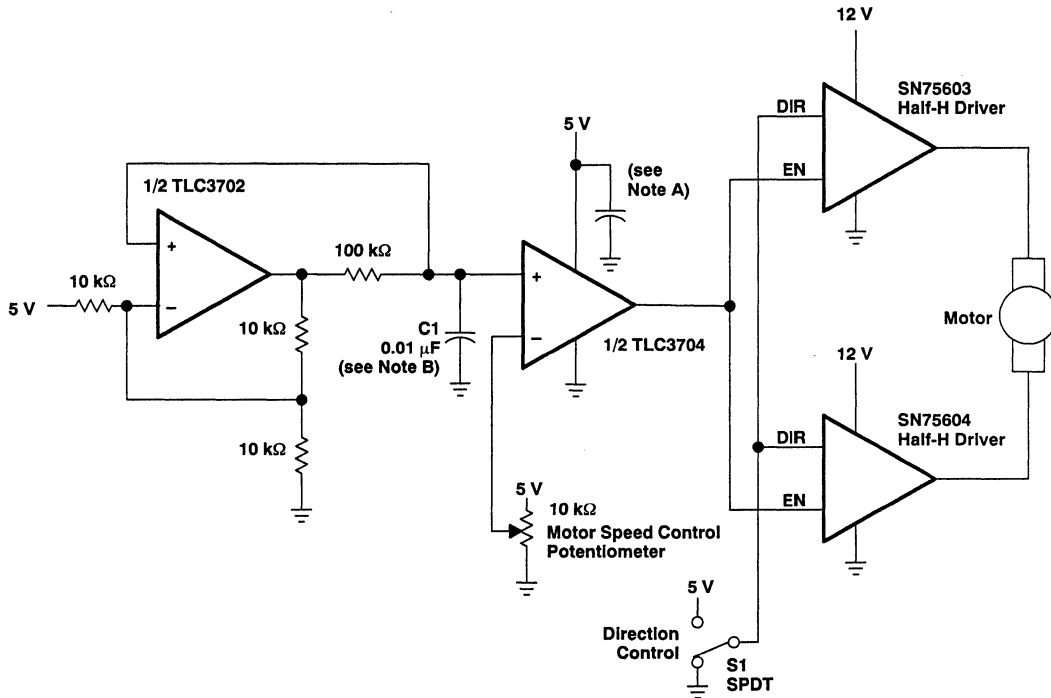 12 V
SN75603
Half-H Driver
DIR
EN
5 V
(see
Note A)
1/2 TLC3702
+
−
100 kΩ
10 kΩ
5 V
10 kΩ
10 kΩ
C1
0.01 μF
(see Note B)
+
−
1/2 TLC3704
Motor
12 V
SN75604
Half-H Driver
DIR
EN
5 V
10 kΩ
Motor Speed Control
Potentiometer
5 V
Direction
Control
S1
SPDT